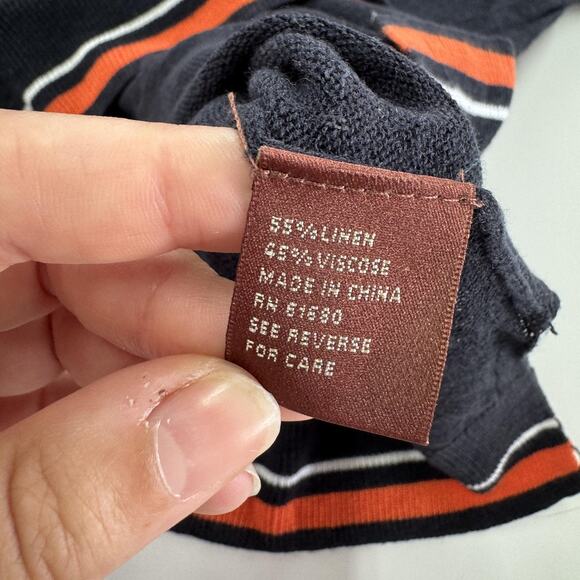 55% LINEN
45% VISCOSE
MADE IN CHINA
RN 61680
SEE REVERSE
FOR CARE